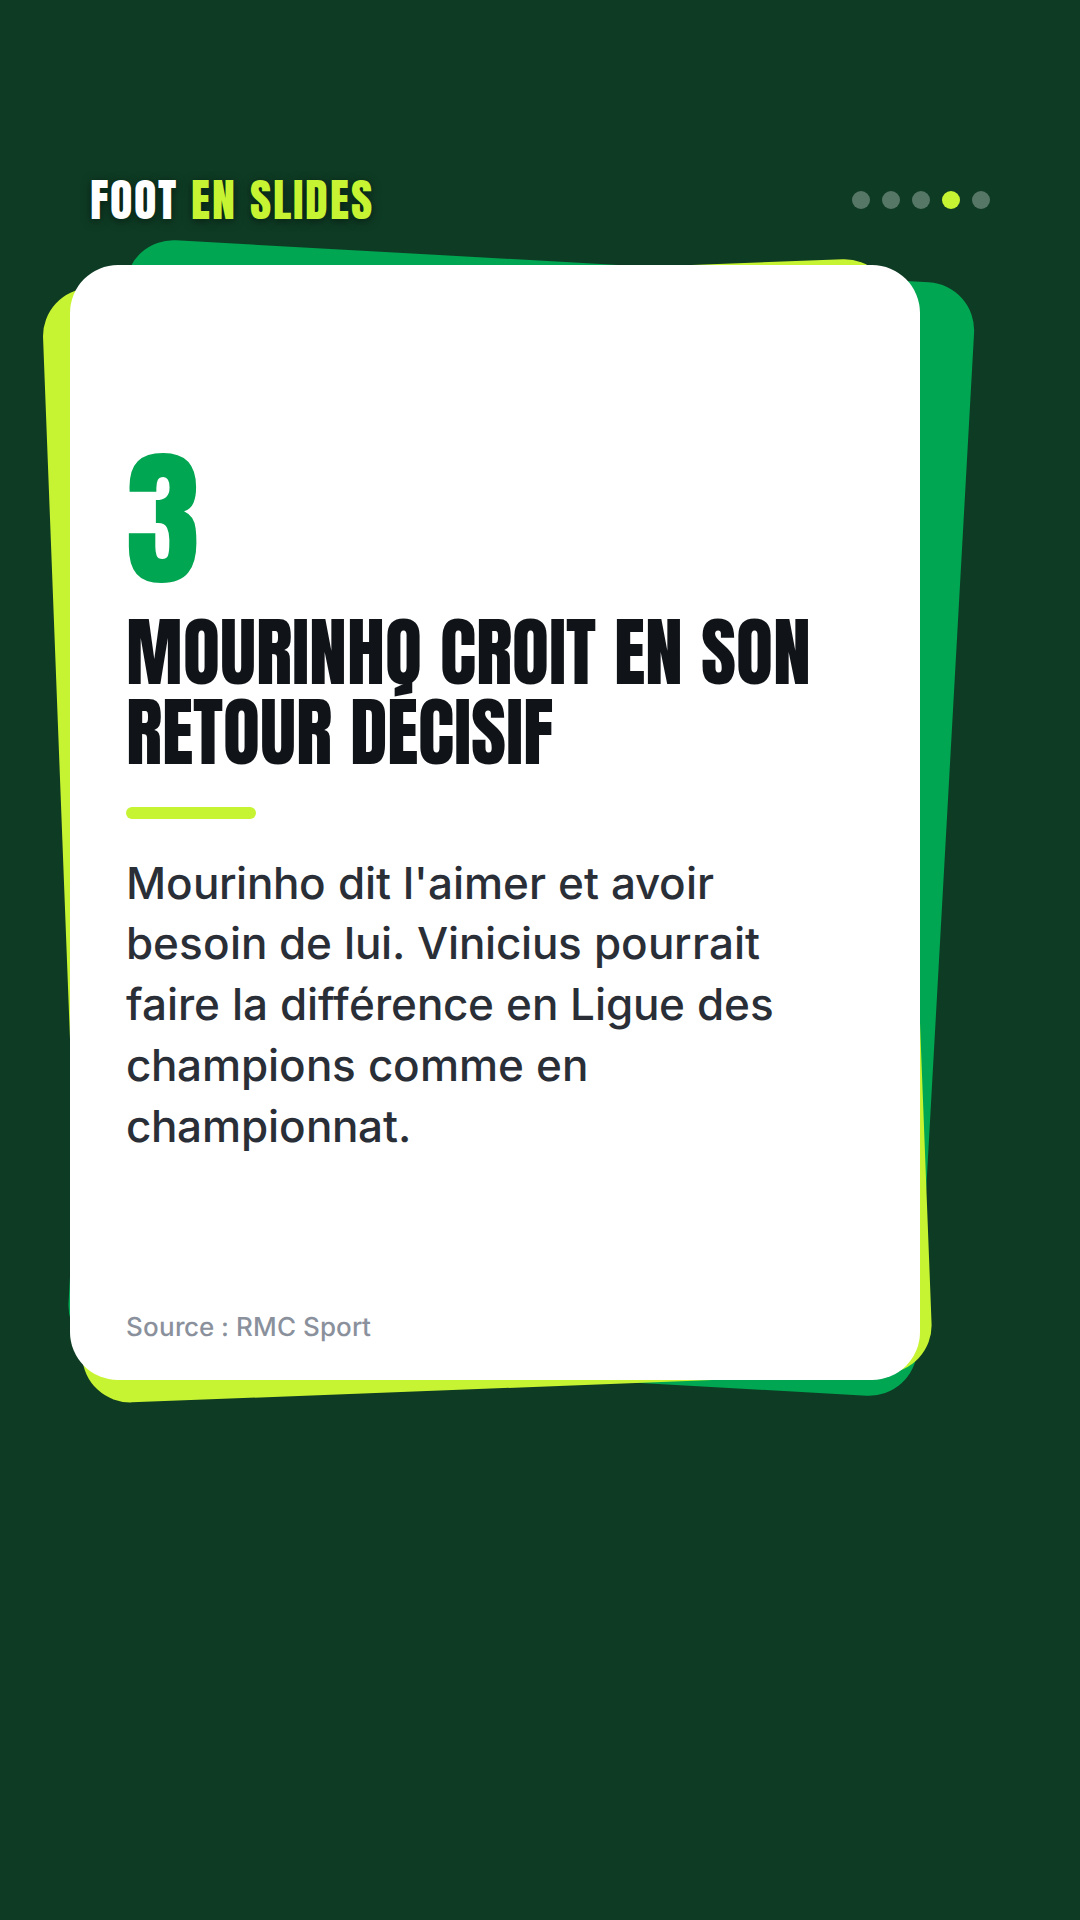 FOOT EN SLIDES
3
MOURINHO CROIT EN SON
RETOUR DÉCISIF
Mourinho dit l'aimer et avoir
besoin de lui. Vinicius pourrait
faire la différence en Ligue des
champions comme en
championnat.
Source : RMC Sport